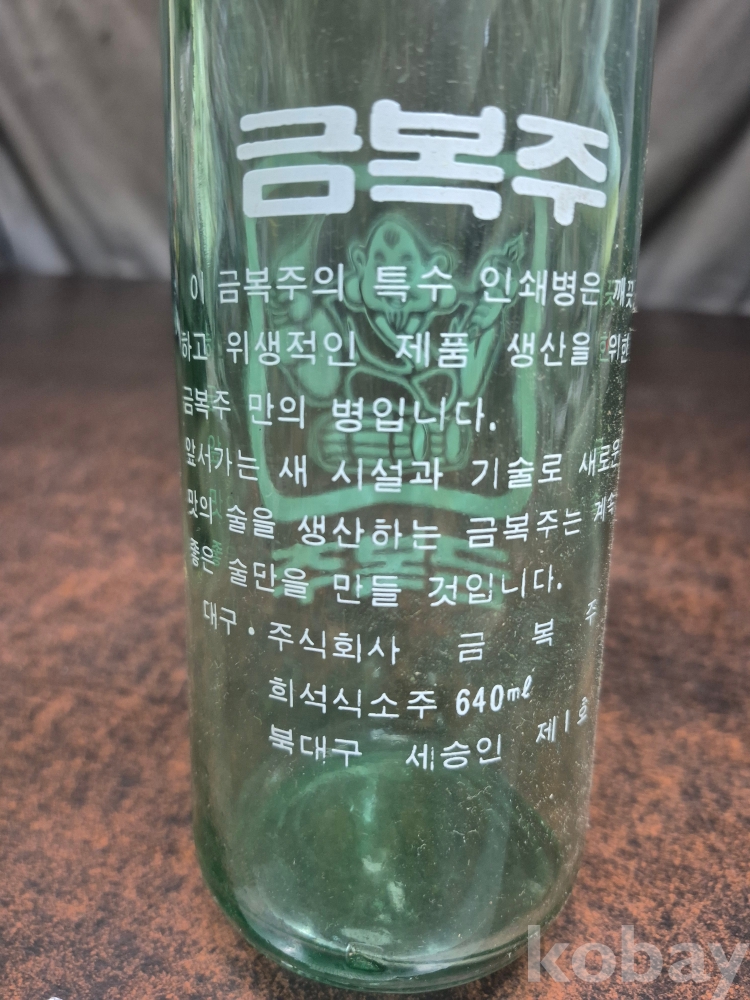 금복주
이 금복주의 특수 인쇄병은 깨끗
하고 위생적인 제품 생산을 위한
금복주 만의 병입니다.
앞서가는 새 시설과 기술로 새로운
맛의 술을 생산하는 금복주는 계속
좋은 술만을 만들 것입니다.
대구·주식회사 금 복 주
희석식소주 640ml
북대구 세승인 제1호
kobay